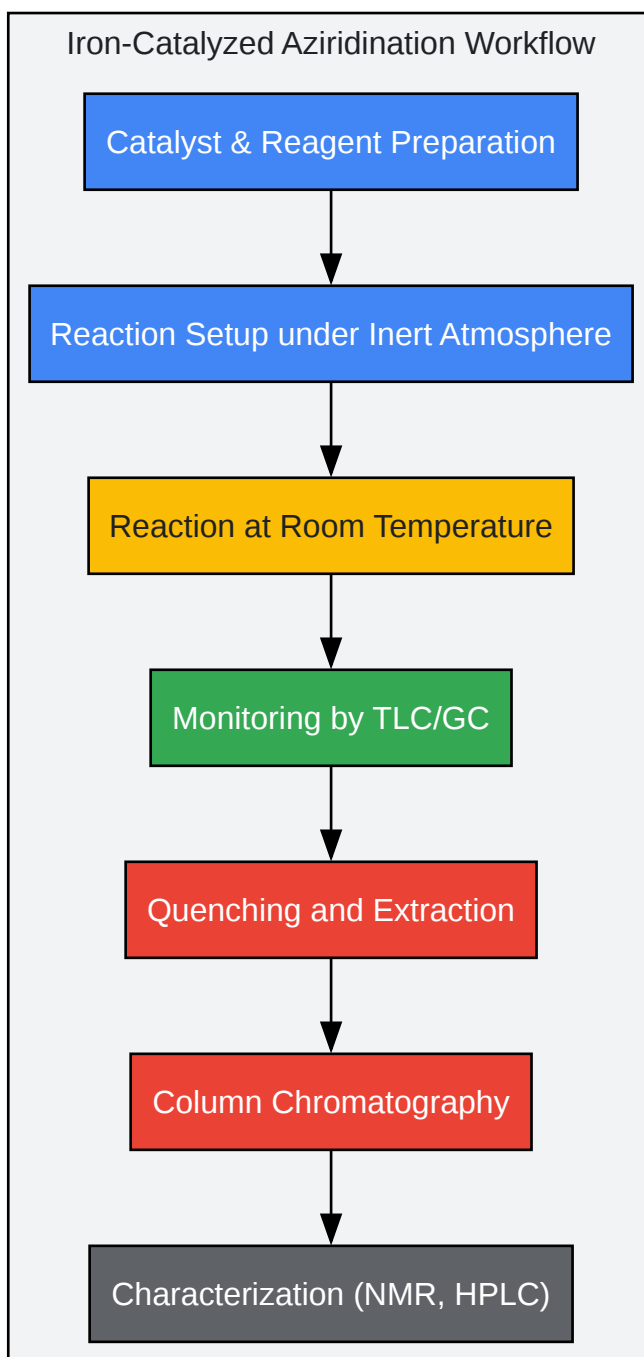 Iron-Catalyzed Aziridination Workflow
Catalyst & Reagent Preparation
Reaction Setup under Inert Atmosphere
Reaction at Room Temperature
Monitoring by TLC/GC
Quenching and Extraction
Column Chromatography
Characterization (NMR, HPLC)